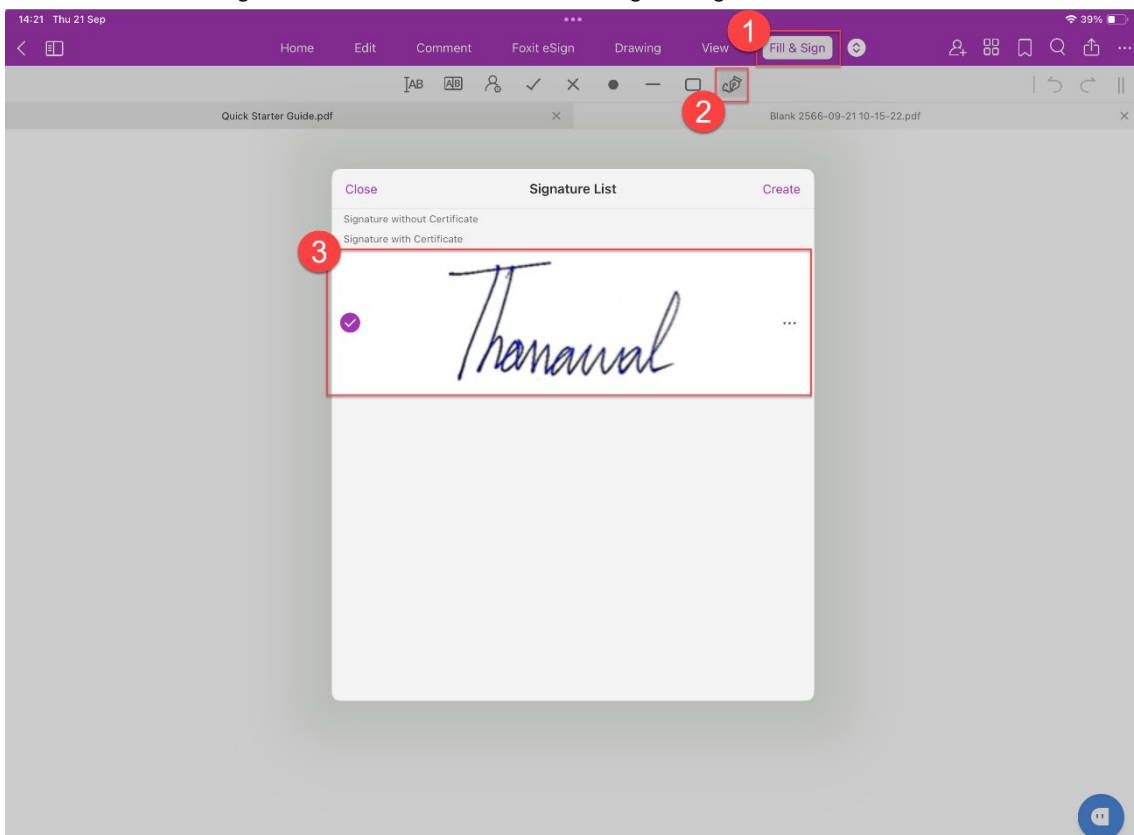 14:21 Thu 21 Sep
39%
Home Edit Comment Foxit eSign Drawing View Fill & Sign
1
AB AB
2
Quick Starter Guide.pdf
Blank 2566-09-21 10-15-22.pdf
Close Signature List Create
Signature without Certificate
Signature with Certificate
3
Thanawal